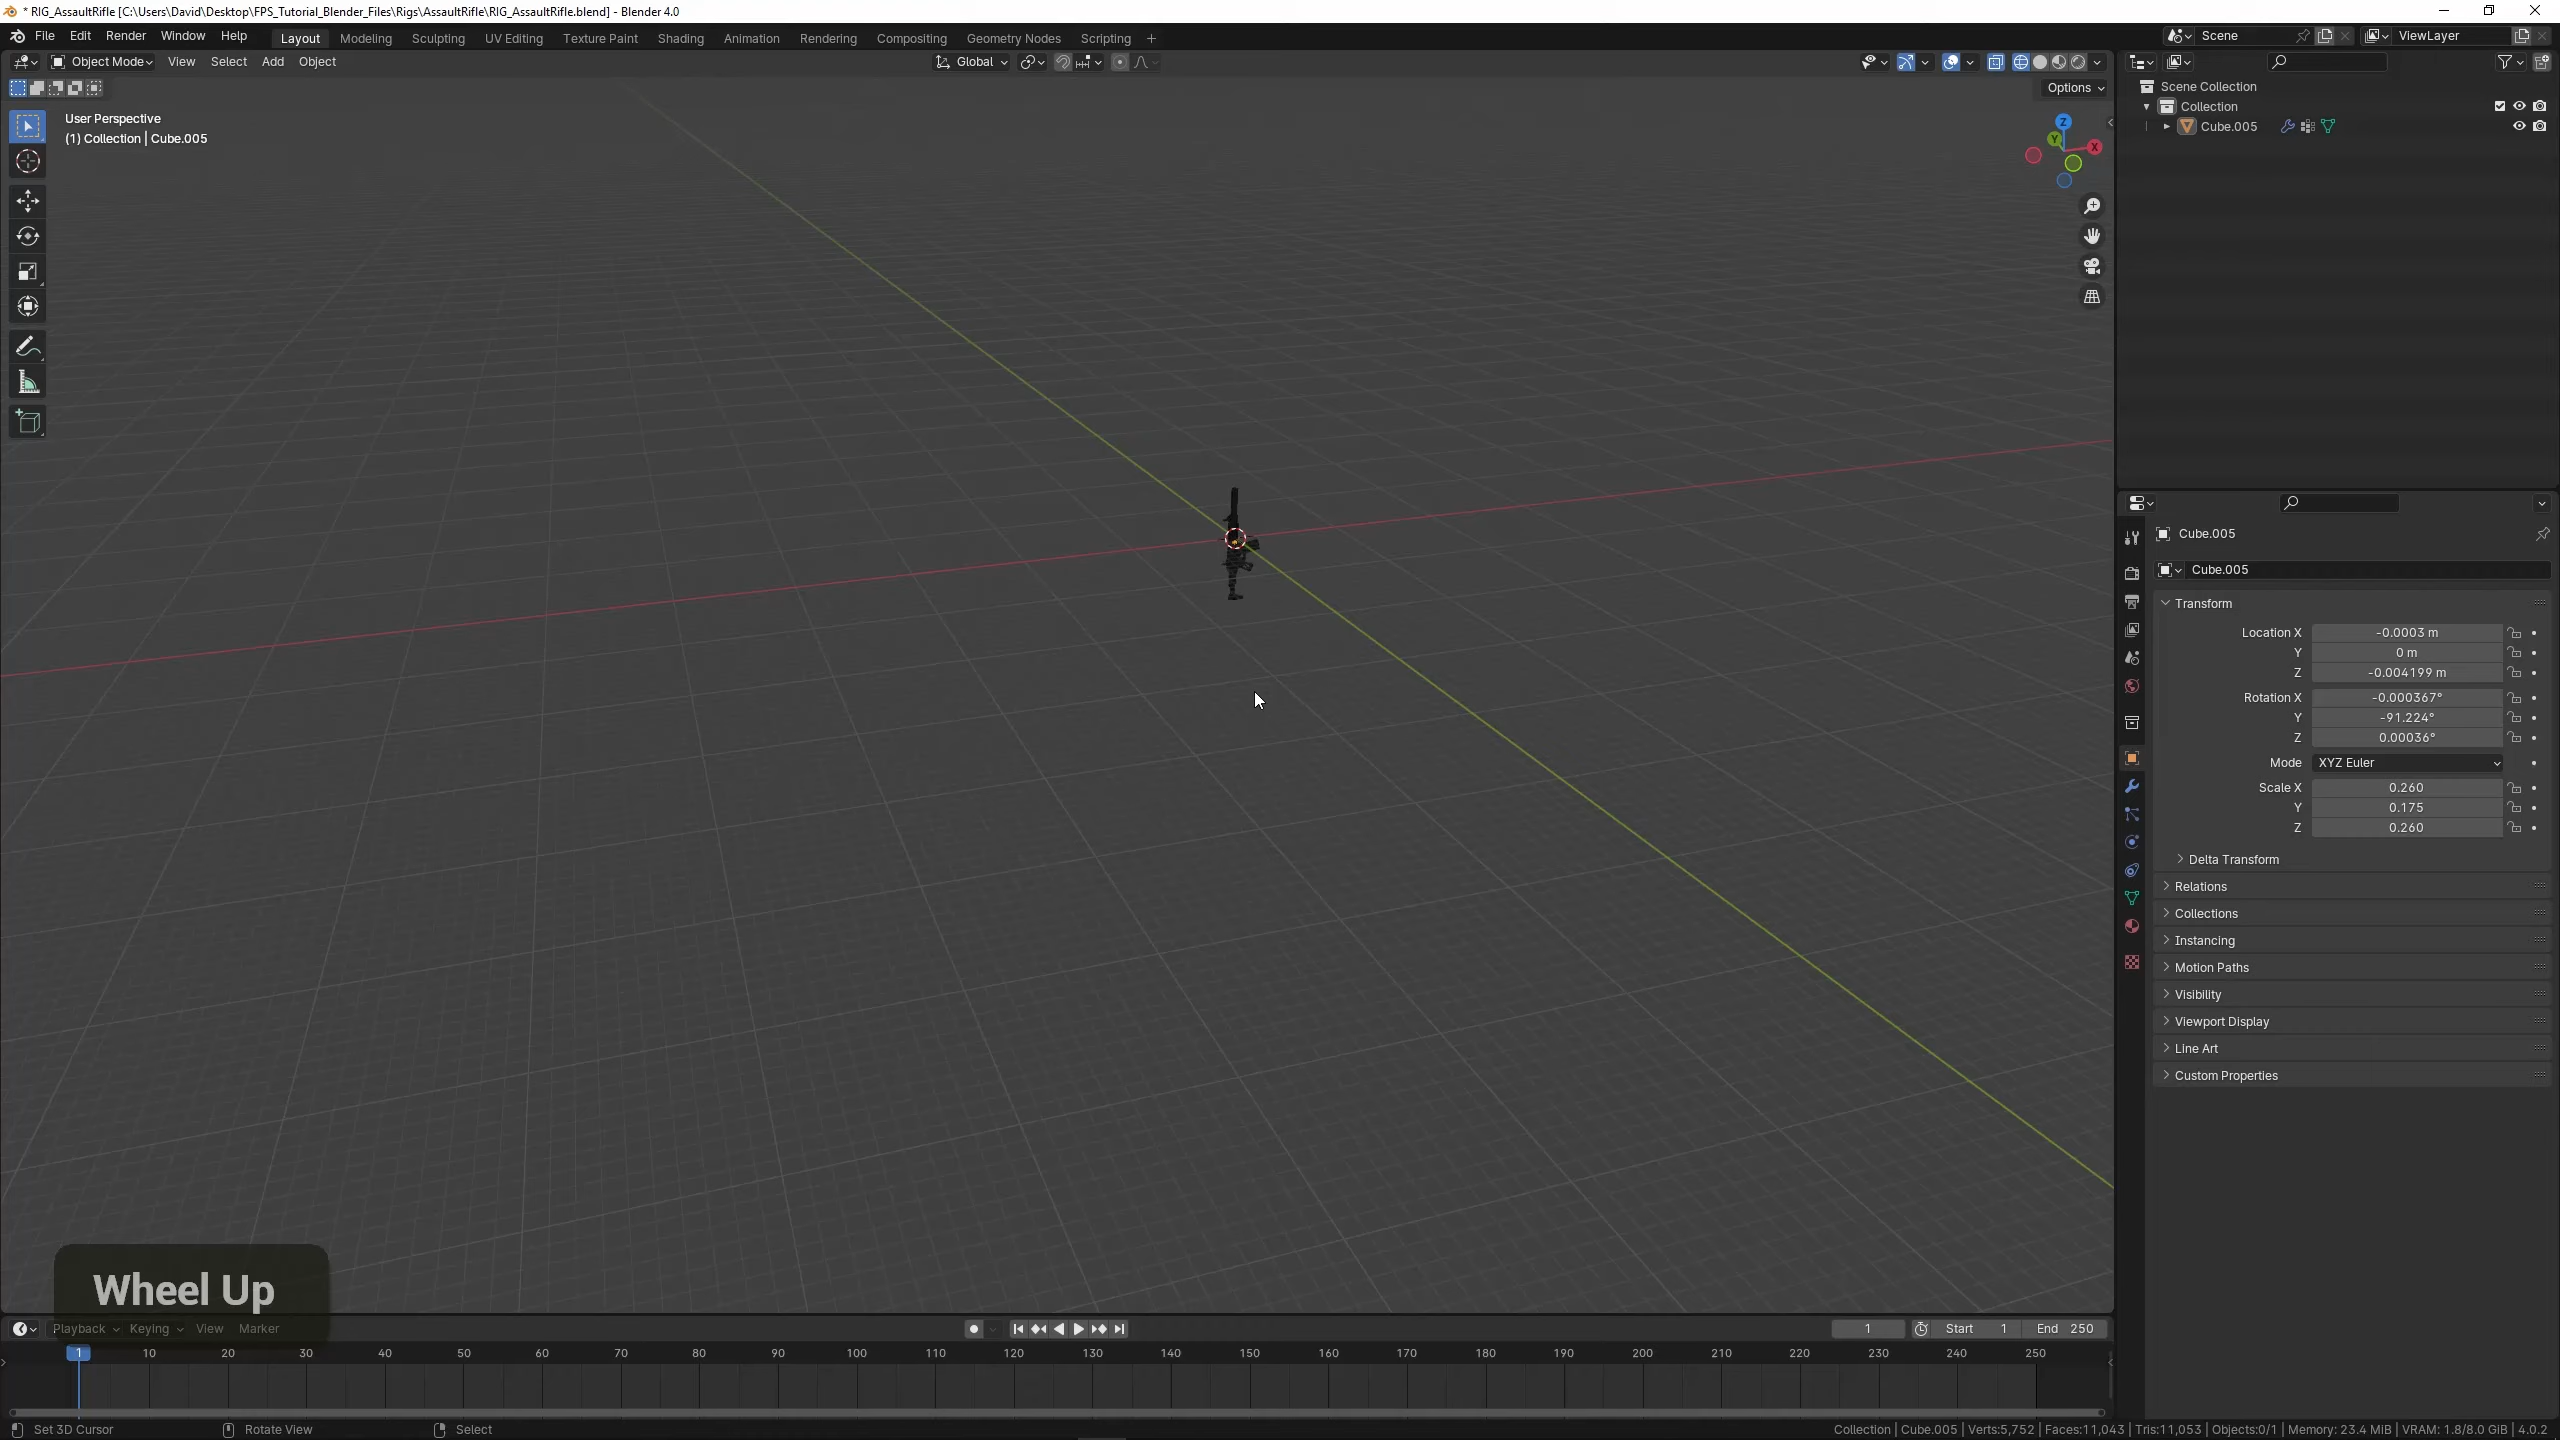 * RIG_AssaultRifle [C:\Users\David\Desktop\FPS_Tutorial_Blender_Files\Rigs\AssaultRifle\RIG_AssaultRifle.blend] - Blender 4.0
File Edit Render Window Help Layout Modeling Sculpting UV Editing Texture Paint Shading Animation Rendering Compositing Geometry Nodes Scripting + Scene ViewLayer
Object Mode View Select Add Object Global
Options
User Perspective
(1) Collection | Cube.005
Z
Y
X
Scene Collection
Collection
Cube.005
Cube.005
Cube.005
Transform
Location X -0.0003 m
Y 0 m
Z -0.004199 m
Rotation X -0.000367°
Y -91.224°
Z 0.00036°
Mode XYZ Euler
Scale X 0.260
Y 0.175
Z 0.260
Delta Transform
Relations
Collections
Instancing
Motion Paths
Visibility
Viewport Display
Line Art
Custom Properties
Wheel Up
Playback Keying View Marker 1 Start 1 End 250
1 10 20 30 40 50 60 70 80 90 100 110 120 130 140 150 160 170 180 190 200 210 220 230 240 250
Set 3D Cursor Rotate View Select Collection | Cube.005 | Verts:5,752 | Faces:11,043 | Tris:11,053 | Objects:0/1 | Memory: 23.4 MiB | VRAM: 1.8/8.0 GiB | 4.0.2